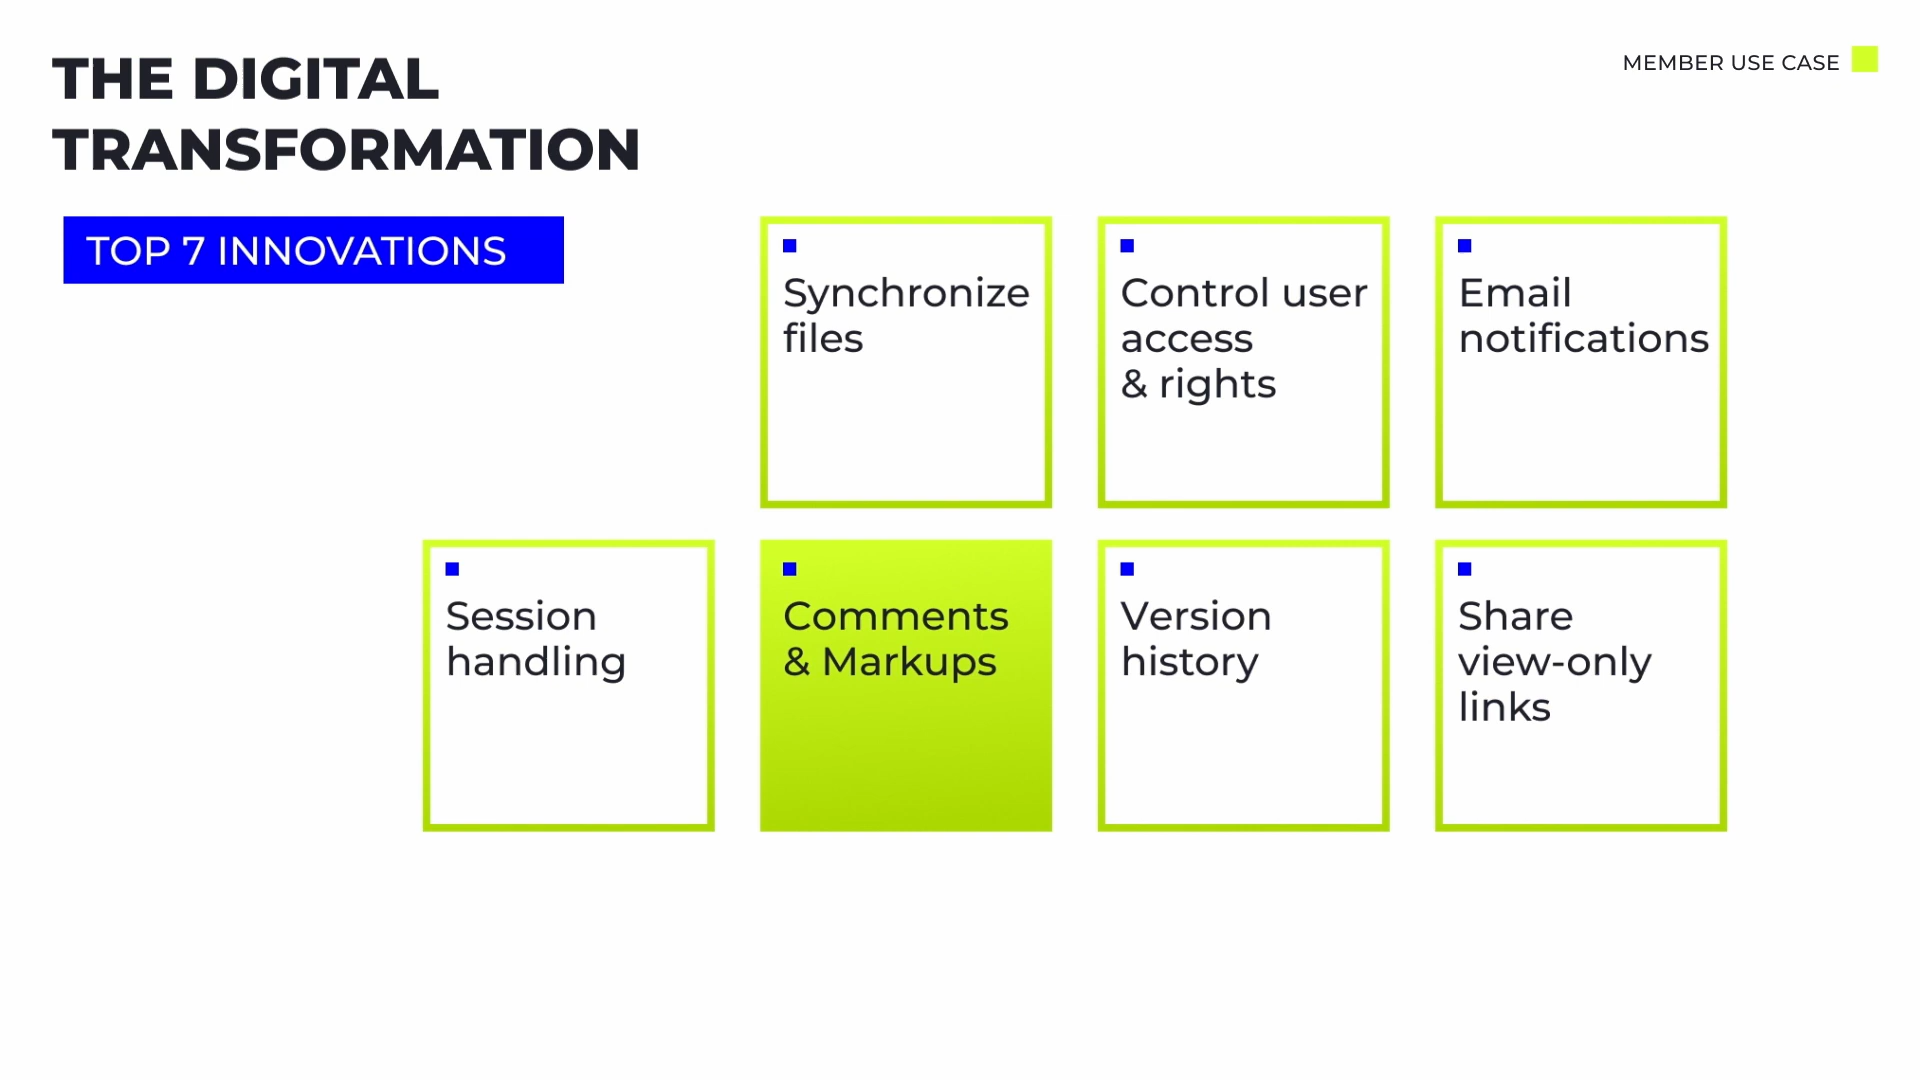 THE DIGITAL
TRANSFORMATION
MEMBER USE CASE
TOP 7 INNOVATIONS
Synchronize
files
Control user
access
& rights
Email
notifications
Session
handling
Comments
& Markups
Version
history
Share
view-only
links